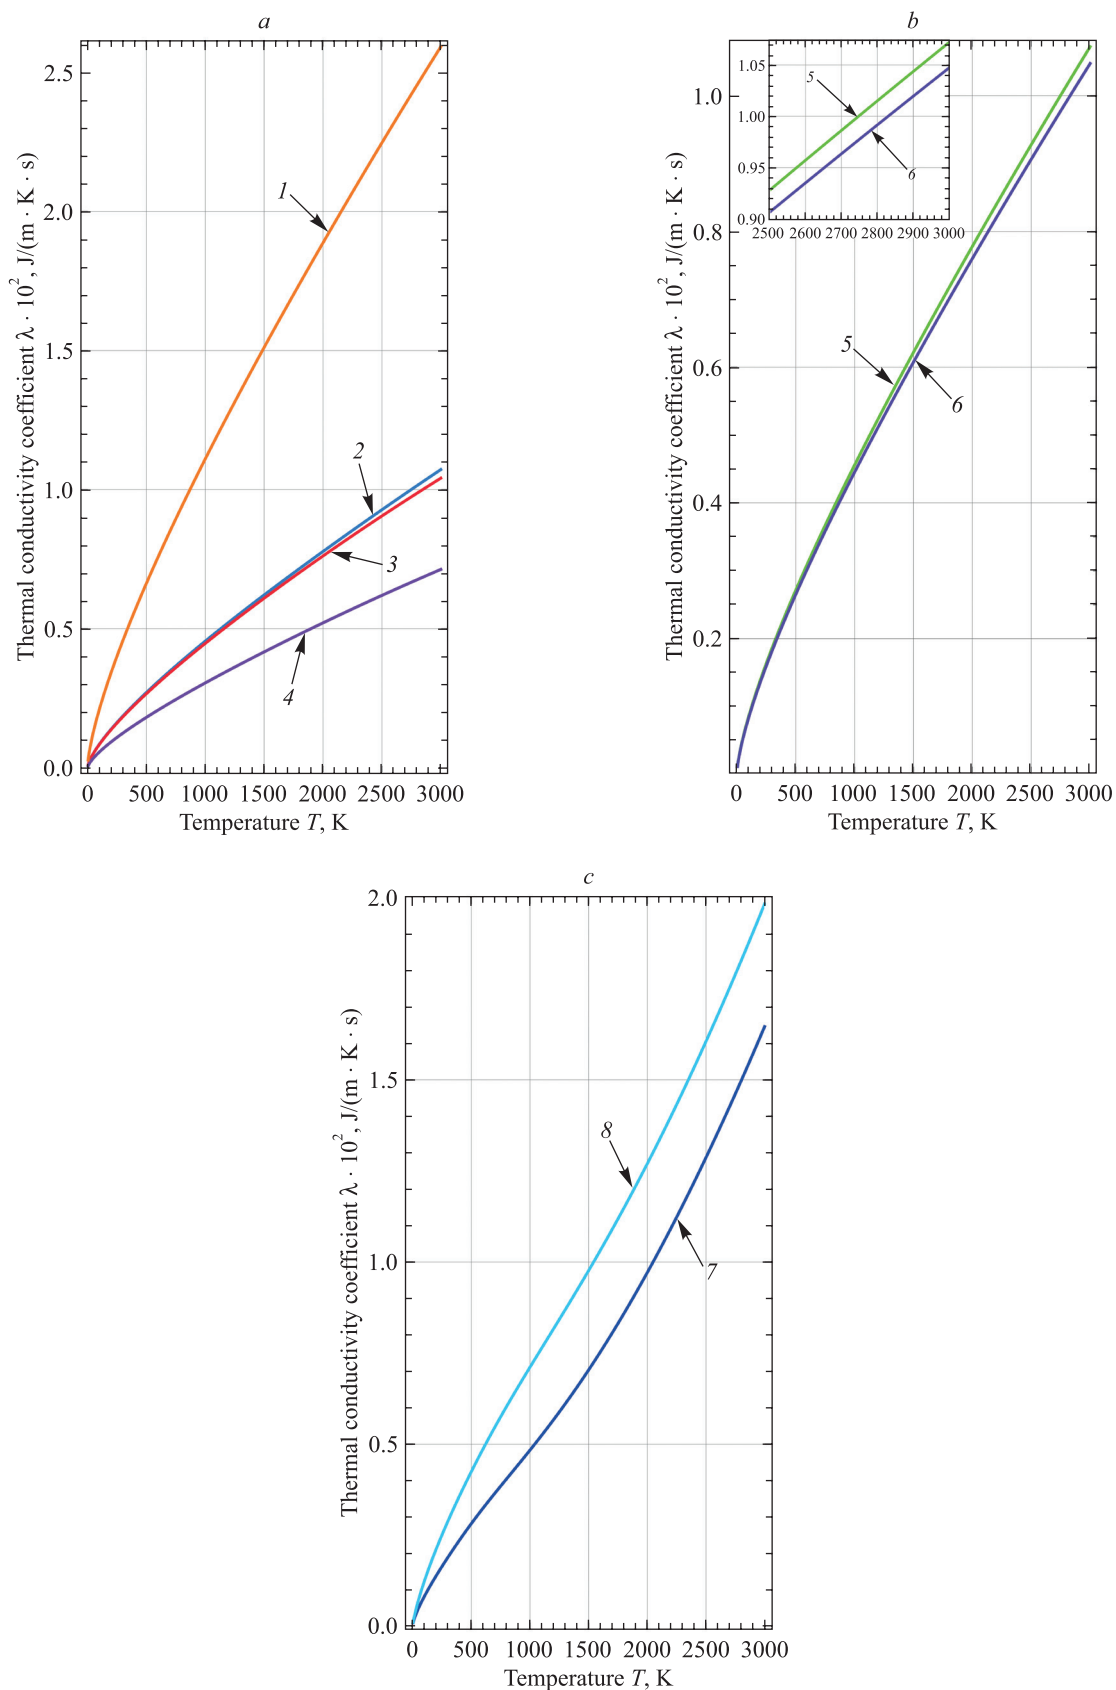 a
Thermal conductivity coefficient λ · 10², J/(m · K · s)
2.5
2.0
1.5
1.0
0.5
0.0
1
2
3
4
0 500 1000 1500 2000 2500 3000
Temperature T, K
b
Thermal conductivity coefficient λ · 10², J/(m · K · s)
1.0
0.8
0.6
0.4
0.2
1.05
1.00
0.95
0.90
5
6
2500 2600 2700 2800 2900 3000
5
6
0 500 1000 1500 2000 2500 3000
Temperature T, K
c
Thermal conductivity coefficient λ · 10², J/(m · K · s)
2.0
1.5
1.0
0.5
0.0
8
7
0 500 1000 1500 2000 2500 3000
Temperature T, K